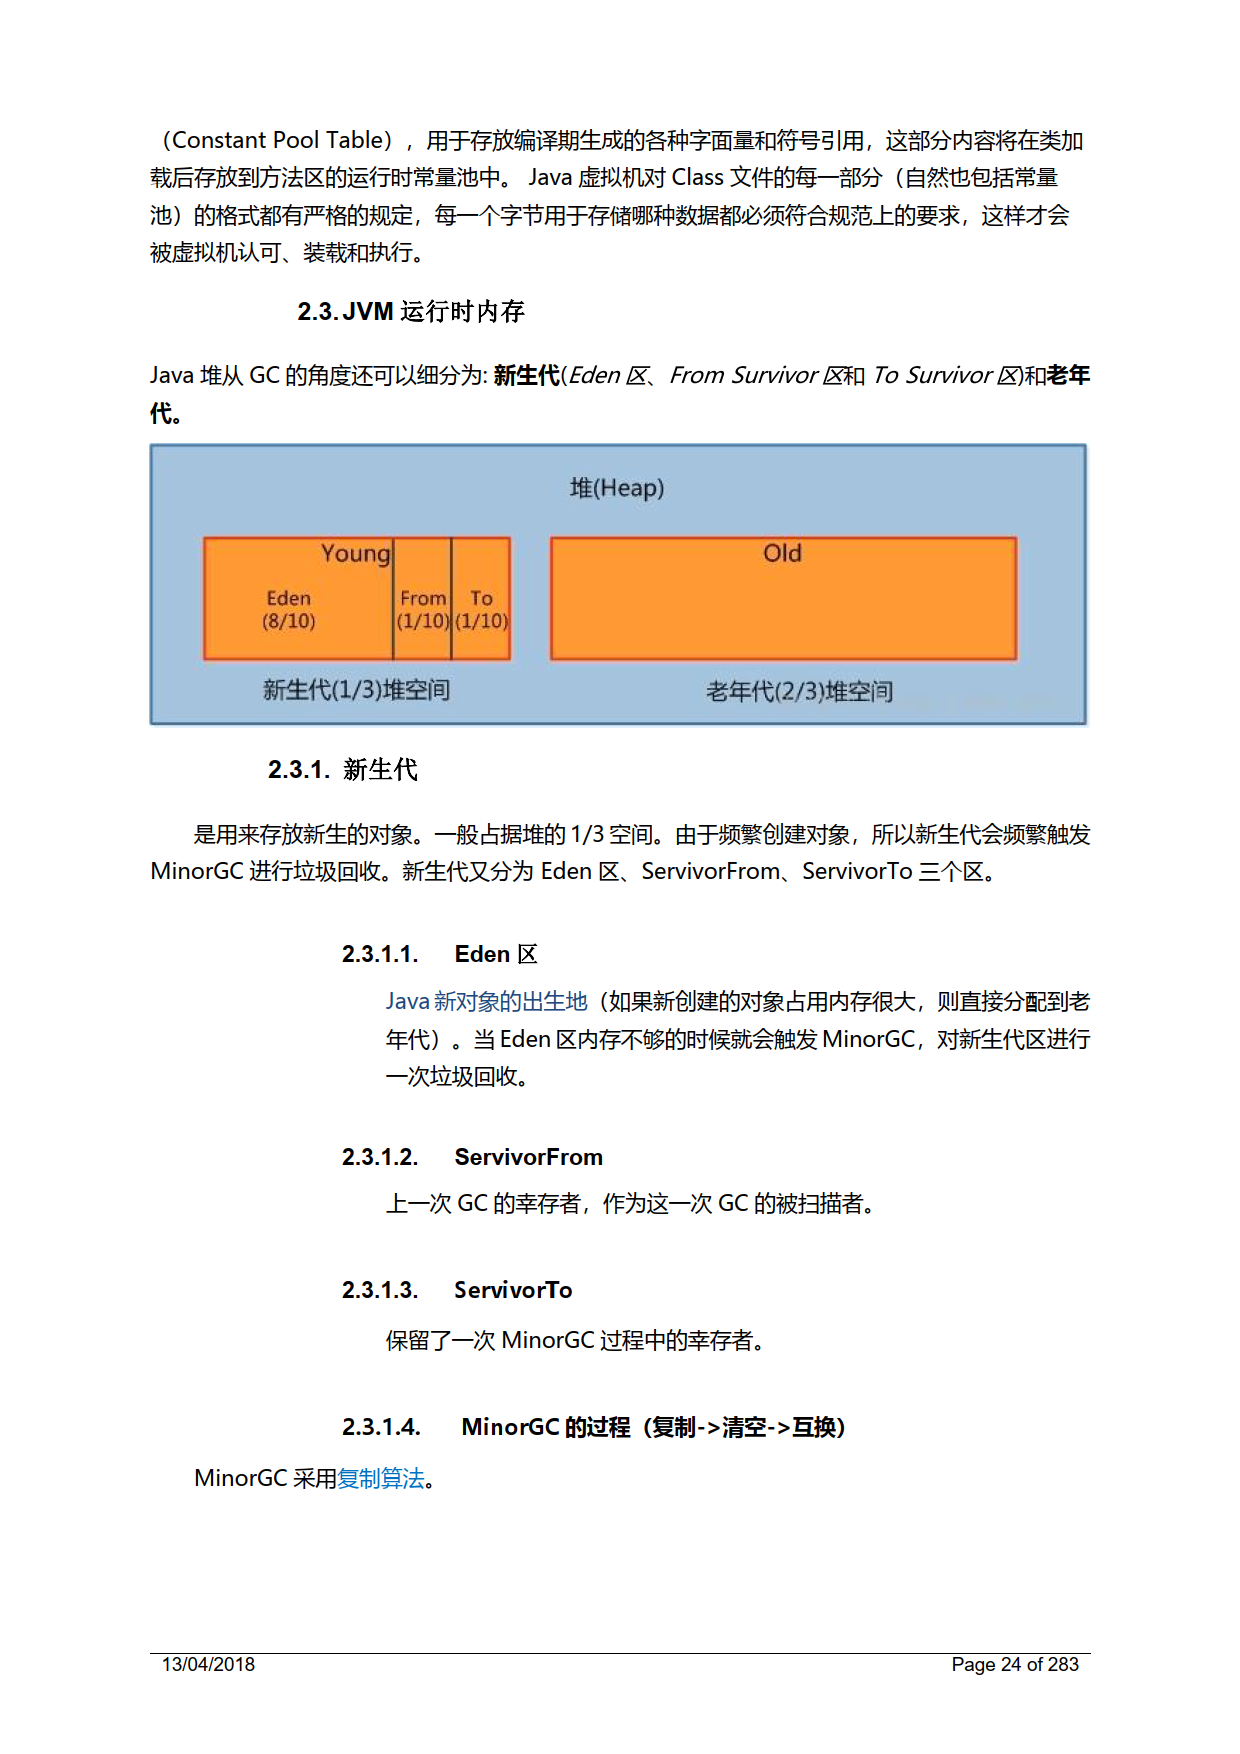 （Constant Pool Table），用于存放编译期生成的各种字面量和符号引用，这部分内容将在类加
载后存放到方法区的运行时常量池中。 Java 虚拟机对 Class 文件的每一部分（自然也包括常量
池）的格式都有严格的规定，每一个字节用于存储哪种数据都必须符合规范上的要求，这样才会
被虚拟机认可、装载和执行。
2.3. JVM 运行时内存
Java 堆从 GC 的角度还可以细分为: 新生代(Eden 区、From Survivor 区和 To Survivor 区)和老年
代。
堆(Heap)
Young
Old
Eden
(8/10)
From
(1/10)
To
(1/10)
新生代(1/3)堆空间
老年代(2/3)堆空间
2.3.1. 新生代
是用来存放新生的对象。一般占据堆的 1/3 空间。由于频繁创建对象，所以新生代会频繁触发
MinorGC 进行垃圾回收。新生代又分为 Eden 区、ServivorFrom、ServivorTo 三个区。
2.3.1.1. Eden 区
Java 新对象的出生地（如果新创建的对象占用内存很大，则直接分配到老
年代）。当 Eden 区内存不够的时候就会触发 MinorGC，对新生代区进行
一次垃圾回收。
2.3.1.2. ServivorFrom
上一次 GC 的幸存者，作为这一次 GC 的被扫描者。
2.3.1.3. ServivorTo
保留了一次 MinorGC 过程中的幸存者。
2.3.1.4. MinorGC 的过程（复制->清空->互换）
MinorGC 采用复制算法。
13/04/2018
Page 24 of 283